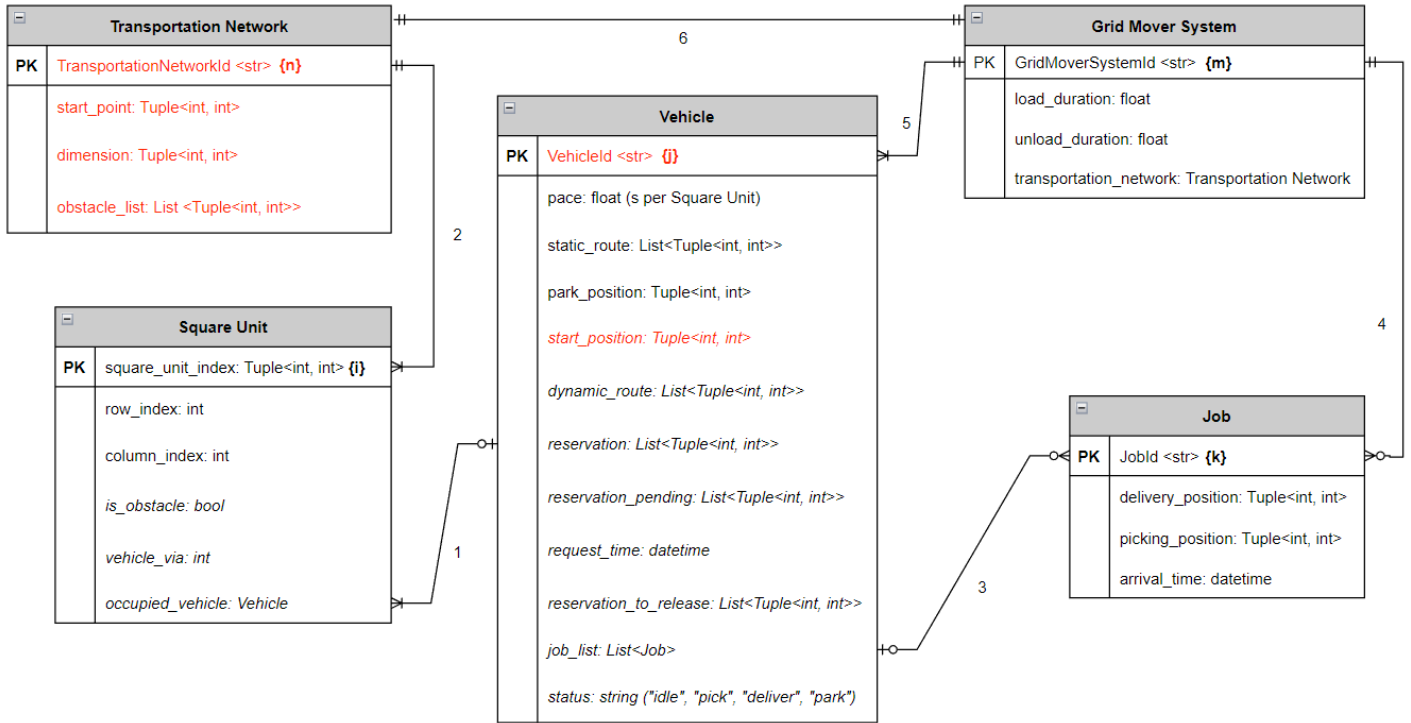 Transportation Network
PK TransportationNetworkId <str> {n}
start_point: Tuple<int, int>
dimension: Tuple<int, int>
obstacle_list: List <Tuple<int, int>>
6
Grid Mover System
PK GridMoverSystemId <str> {m}
load_duration: float
unload_duration: float
transportation_network: Transportation Network
5
2
4
Vehicle
PK VehicleId <str> {j}
pace: float (s per Square Unit)
static_route: List<Tuple<int, int>>
park_position: Tuple<int, int>
start_position: Tuple<int, int>
dynamic_route: List<Tuple<int, int>>
reservation: List<Tuple<int, int>>
reservation_pending: List<Tuple<int, int>>
request_time: datetime
reservation_to_release: List<Tuple<int, int>>
job_list: List<Job>
status: string ("idle", "pick", "deliver", "park")
Square Unit
PK square_unit_index: Tuple<int, int> {i}
row_index: int
column_index: int
is_obstacle: bool
vehicle_via: int
occupied_vehicle: Vehicle
1
3
Job
PK JobId <str> {k}
delivery_position: Tuple<int, int>
picking_position: Tuple<int, int>
arrival_time: datetime